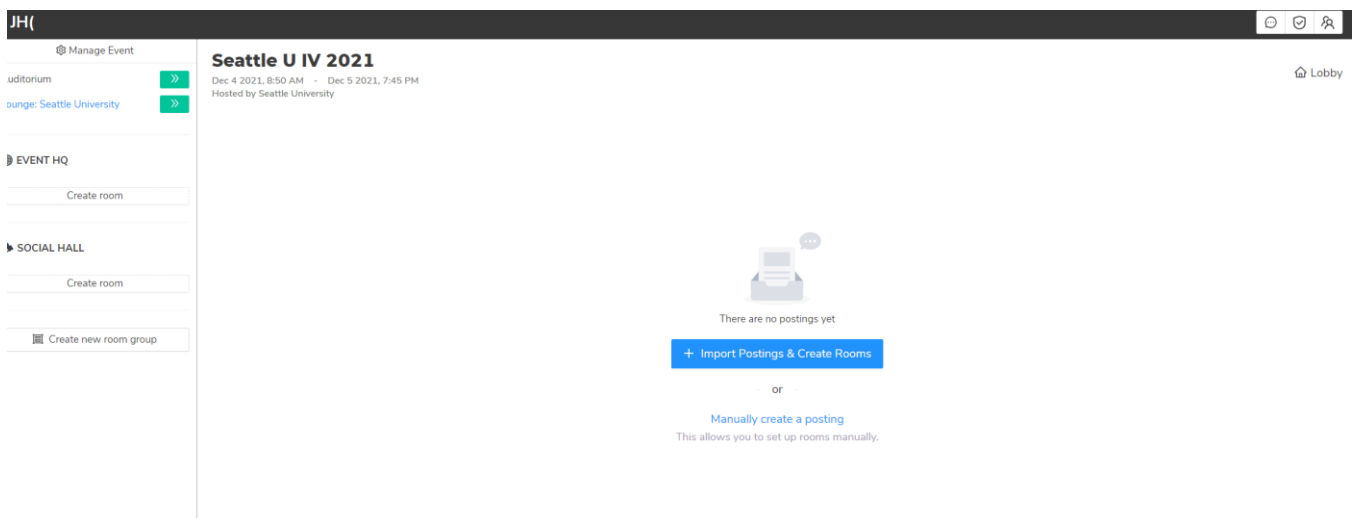 JH(
Manage Event
uditorium
ounge: Seattle University
EVENT HQ
Create room
SOCIAL HALL
Create room
Create new room group
Seattle U IV 2021
Dec 4 2021, 8:50 AM - Dec 5 2021, 7:45 PM
Hosted by Seattle University
Lobby
There are no postings yet
+ Import Postings & Create Rooms
or
Manually create a posting
This allows you to set up rooms manually.